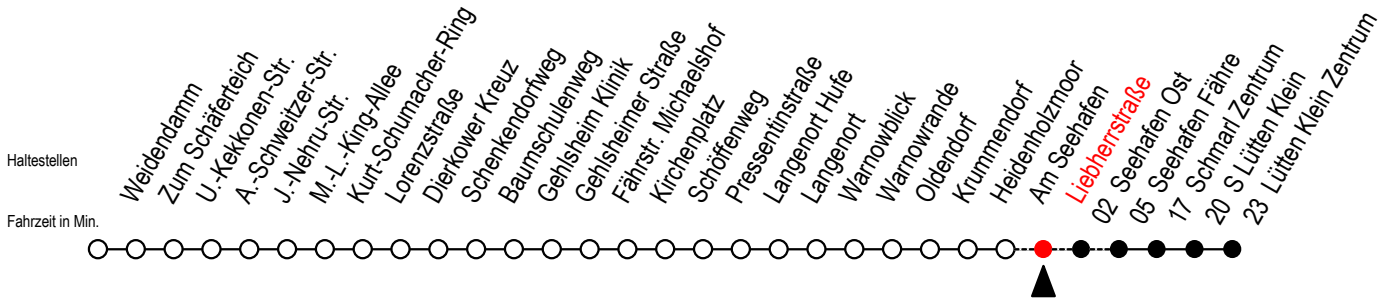 Haltestellen
Fahrzeit in Min.
Weidendamm
Zum Schäferteich
U.-Kekkonen-Str.
A.-Schweitzer-Str.
J.-Nehru-Str.
M.-L.-King-Allee
Kurt-Schumacher-Ring
Lorenzstraße
Dierkower Kreuz
Schenkendorfweg
Baumschulenweg
Gehlsheim Klinik
Gehlsheimer Straße
Fährstr. Michaelshof
Kirchenplatz
Schöffenweg
Pressentinstraße
Langenort Hufe
Langenort
Warnowblick
Warnowrande
Oldendorf
Krummendorf
Heidenholzmoor
Am Seehafen
Liebherrstraße
02 Seehafen Ost
05 Seehafen Fähre
17 Schmarl Zentrum
20 S Lütten Klein
23 Lütten Klein Zentrum